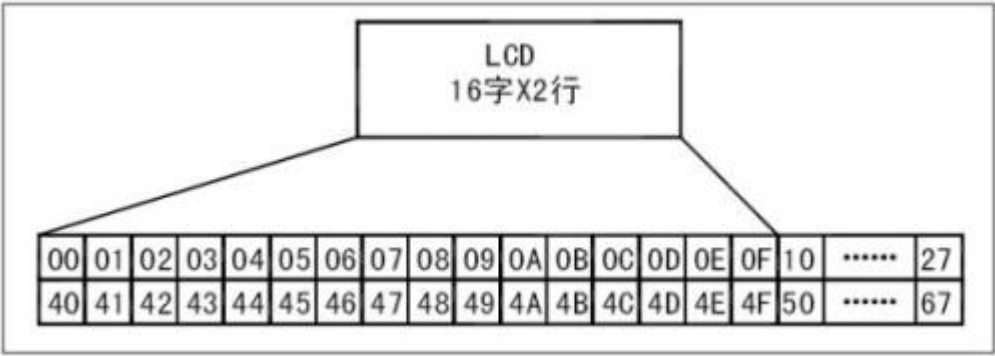 LCD
16字X2行
00 01 02 03 04 05 06 07 08 09 0A 0B 0C 0D 0E 0F 10 ······ 27
40 41 42 43 44 45 46 47 48 49 4A 4B 4C 4D 4E 4F 50 ······ 67